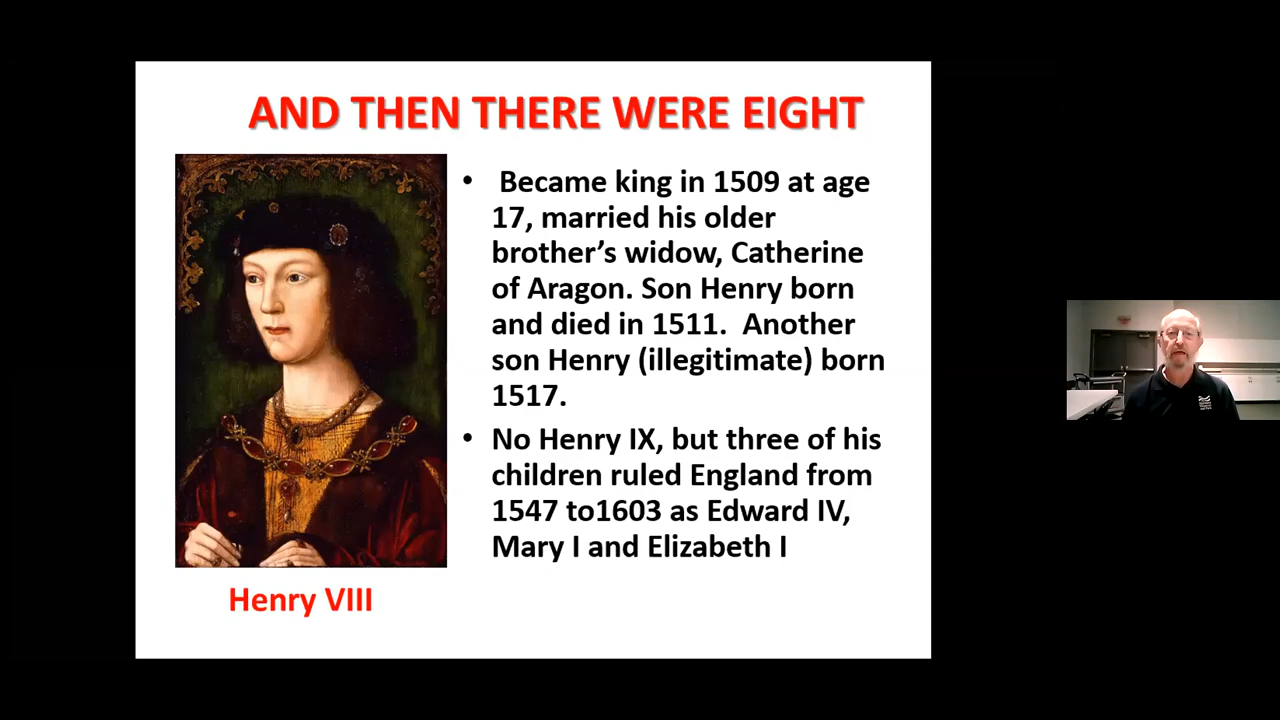 AND THEN THERE WERE EIGHT
• Became king in 1509 at age
17, married his older
brother’s widow, Catherine
of Aragon. Son Henry born
and died in 1511. Another
son Henry (illegitimate) born
1517.
• No Henry IX, but three of his
children ruled England from
1547 to1603 as Edward IV,
Mary I and Elizabeth I
Henry VIII